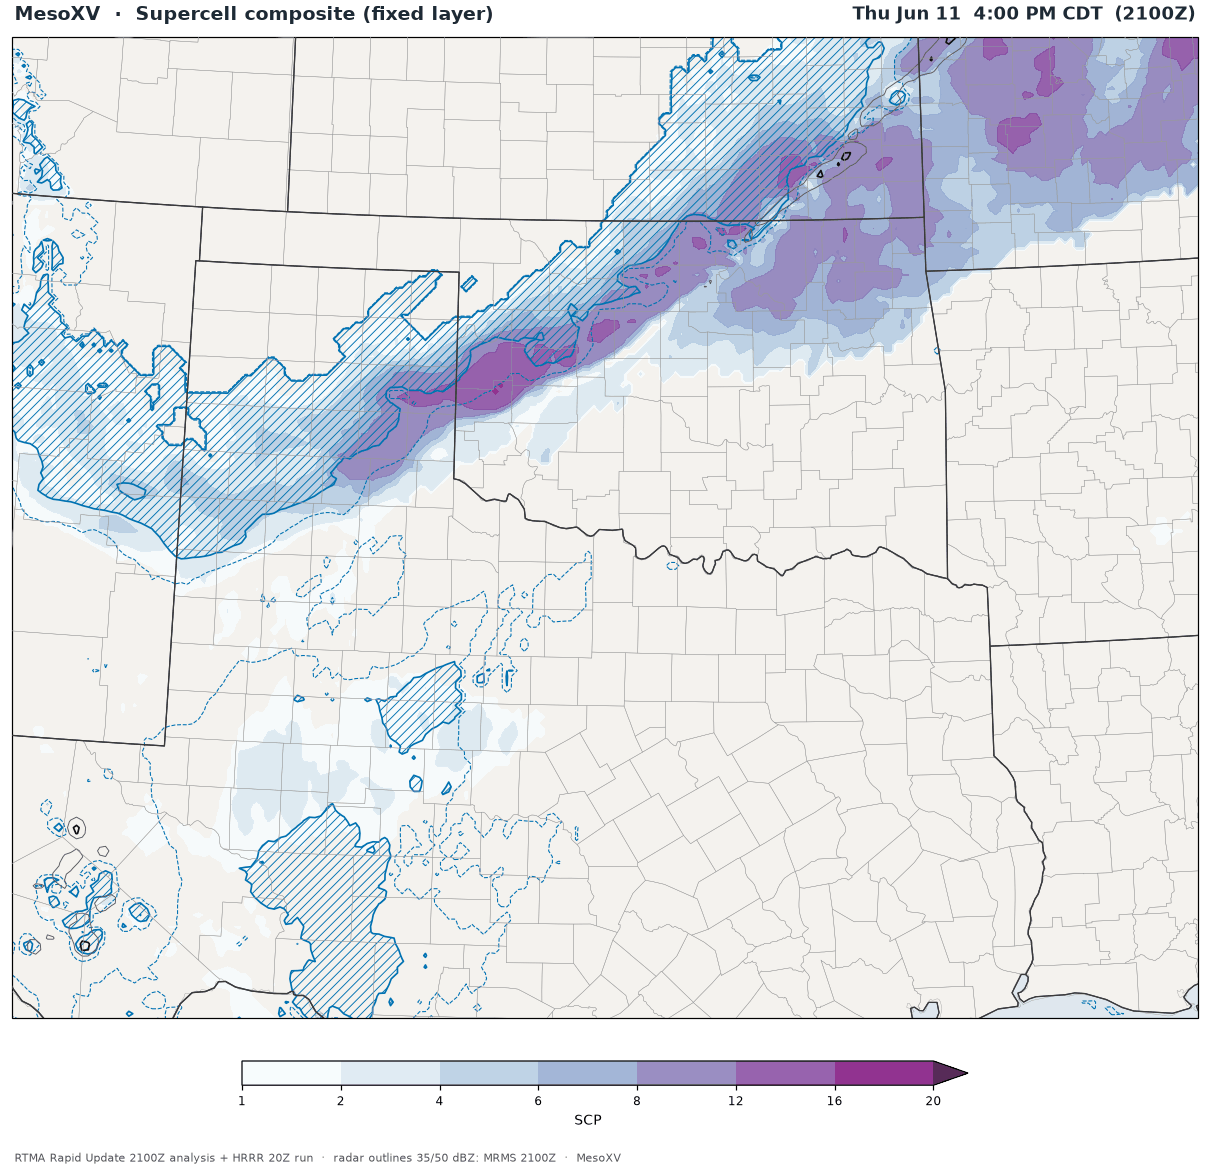 MesoXV · Supercell composite (fixed layer)
Thu Jun 11 4:00 PM CDT (2100Z)
1 2 4 6 8 12 16 20
SCP
RTMA Rapid Update 2100Z analysis + HRRR 20Z run · radar outlines 35/50 dBZ: MRMS 2100Z · MesoXV